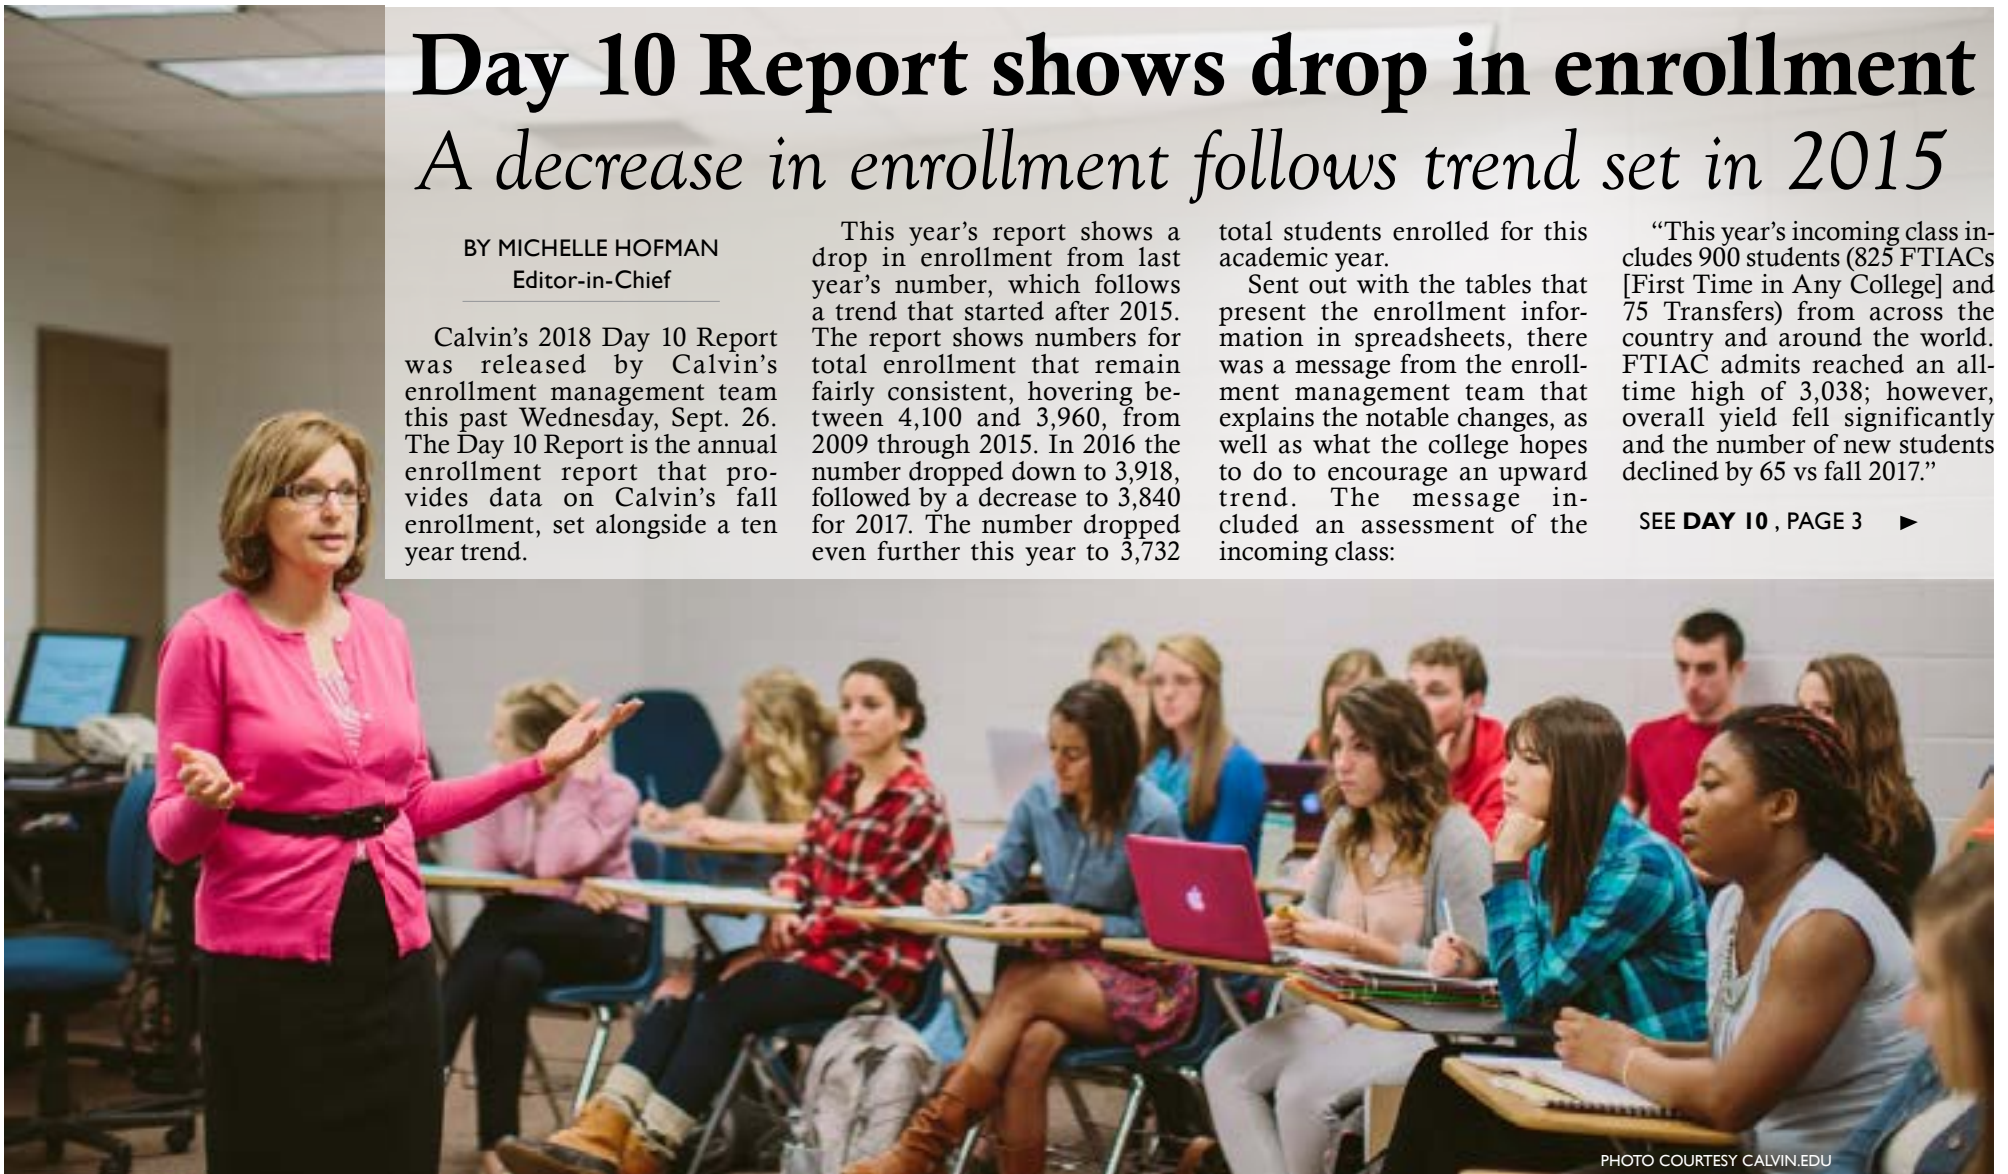 Day 10 Report shows drop in enrollment
A decrease in enrollment follows trend set in 2015
BY MICHELLE HOFMAN
Editor-in-Chief
Calvin's 2018 Day 10 Report
was released by Calvin's
enrollment management team
this past Wednesday, Sept. 26.
The Day 10 Report is the annual
enrollment report that pro-
vides data on Calvin's fall
enrollment, set alongside a ten
year trend.
This year's report shows a
drop in enrollment from last
year's number, which follows
a trend that started after 2015.
The report shows numbers for
total enrollment that remain
fairly consistent, hovering be-
tween 4,100 and 3,960, from
2009 through 2015. In 2016 the
number dropped down to 3,918,
followed by a decrease to 3,840
for 2017. The number dropped
even further this year to 3,732
total students enrolled for this
academic year.
Sent out with the tables that
present the enrollment infor-
mation in spreadsheets, there
was a message from the enroll-
ment management team that
explains the notable changes, as
well as what the college hopes
to do to encourage an upward
trend. The message in-
cluded an assessment of the
incoming class:
“This year's incoming class in-
cludes 900 students (825 FTIACs
[First Time in Any College] and
75 Transfers) from across the
country and around the world.
FTIAC admits reached an all-
time high of 3,038; however,
overall yield fell significantly
and the number of new students
declined by 65 vs fall 2017.”
SEE DAY 10 , PAGE 3 ►
PHOTO COURTESY CALVIN.EDU